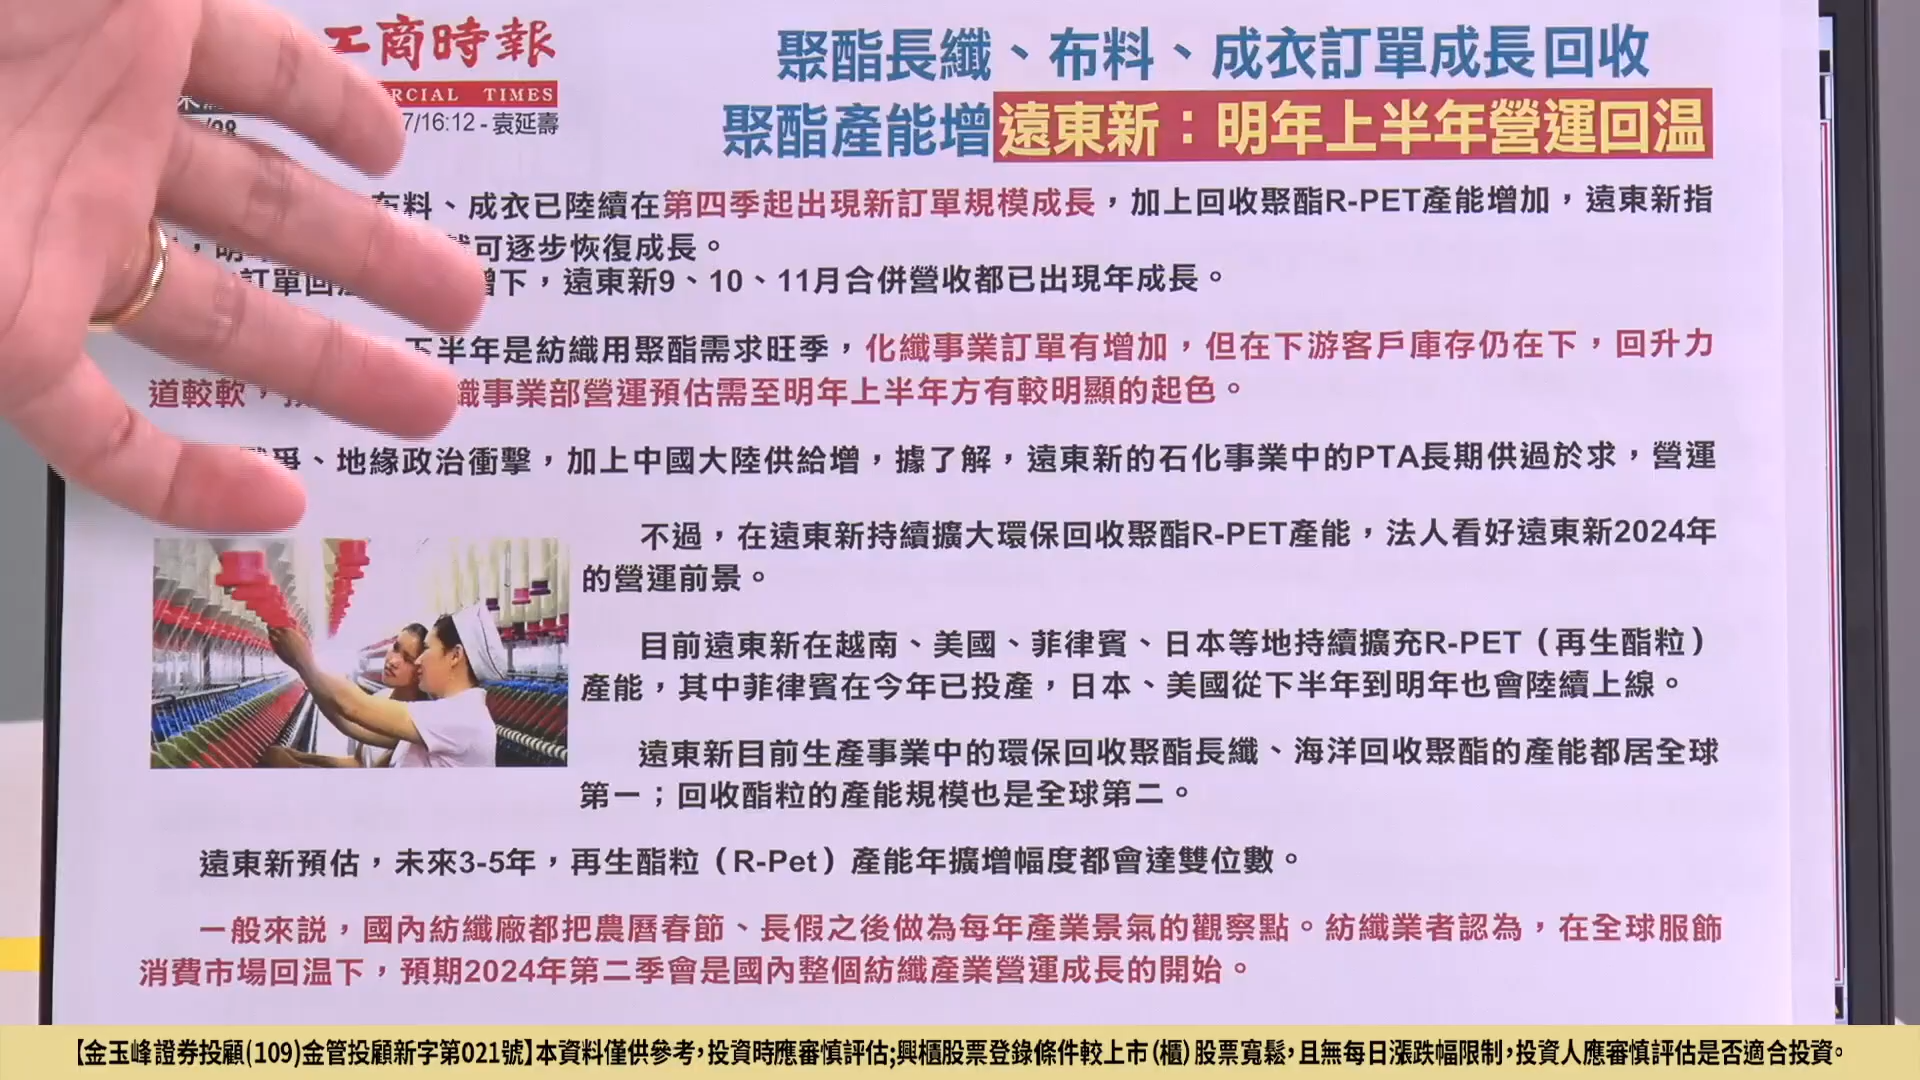 工商時報
聚酯長纖、布料、成衣訂單成長回收
RCIAL TIMES
聚酯產能增遠東新：明年上半年營運回溫
7/16:12 - 袁延壽
布料、成衣已陸續在第四季起出現新訂單規模成長，加上回收聚酯R-PET產能增加，遠東新指
可逐步恢復成長。
訂單回 增下，遠東新9、10、11月合併營收都已出現年成長。
下半年是紡織用聚酯需求旺季，化纖事業訂單有增加，但在下游客戶庫存仍在下，回升力
道較軟， 織事業部營運預估需至明年上半年方有較明顯的起色。
爭、地緣政治衝擊，加上中國大陸供給增，據了解，遠東新的石化事業中的PTA長期供過於求，營運
不過，在遠東新持續擴大環保回收聚酯R-PET產能，法人看好遠東新2024年
的營運前景。
目前遠東新在越南、美國、菲律賓、日本等地持續擴充R-PET（再生酯粒）
產能，其中菲律賓在今年已投產，日本、美國從下半年到明年也會陸續上線。
遠東新目前生產事業中的環保回收聚酯長纖、海洋回收聚酯的產能都居全球
第一；回收酯粒的產能規模也是全球第二。
遠東新預估，未來3-5年，再生酯粒（R-Pet）產能年擴增幅度都會達雙位數。
一般來說，國內紡纖廠都把農曆春節、長假之後做為每年產業景氣的觀察點。紡纖業者認為，在全球服飾
消費市場回溫下，預期2024年第二季會是國內整個紡纖產業營運成長的開始。
【金玉峰證券投顧(109)金管投顧新字第021號】本資料僅供參考，投資時應審慎評估;興櫃股票登錄條件較上市（櫃）股票寬鬆，且無每日漲跌幅限制，投資人應審慎評估是否適合投資。